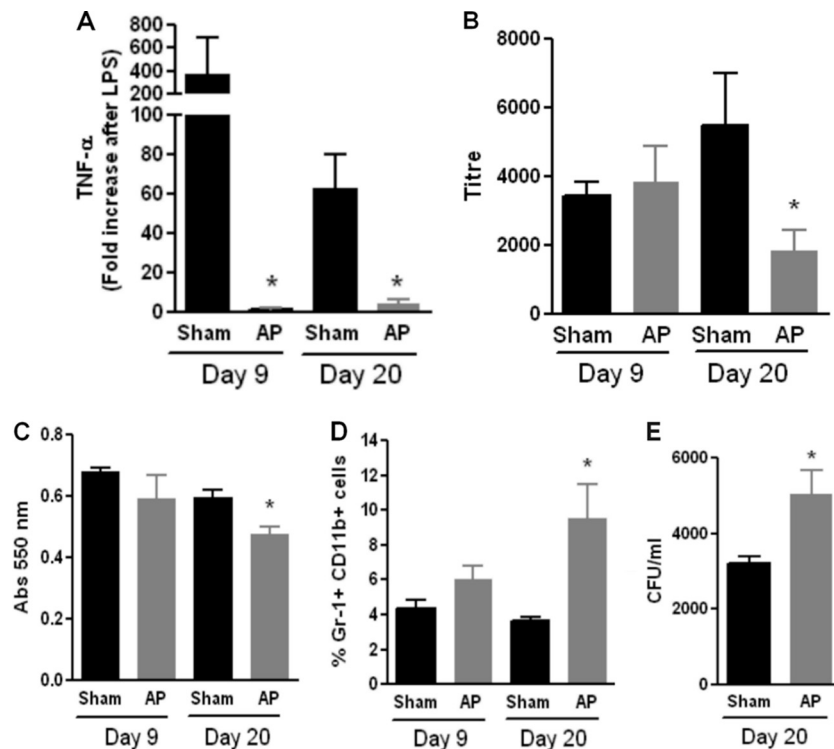 A
TNF-α
(Fold increase after LPS)
800
600
400
200
100
80
60
40
20
0
*
*
Sham AP Sham AP
Day 9 Day 20
B
Titre
8000
6000
4000
2000
0
*
Sham AP Sham AP
Day 9 Day 20
C
Abs 550 nm
0.8
0.6
0.4
0.2
0.0
*
Sham AP Sham AP
Day 9 Day 20
D
% Gr-1+ CD11b+ cells
14
12
10
8
6
4
2
0
*
Sham AP Sham AP
Day 9 Day 20
E
CFU/ml
6000
4000
2000
0
*
Sham AP
Day 20